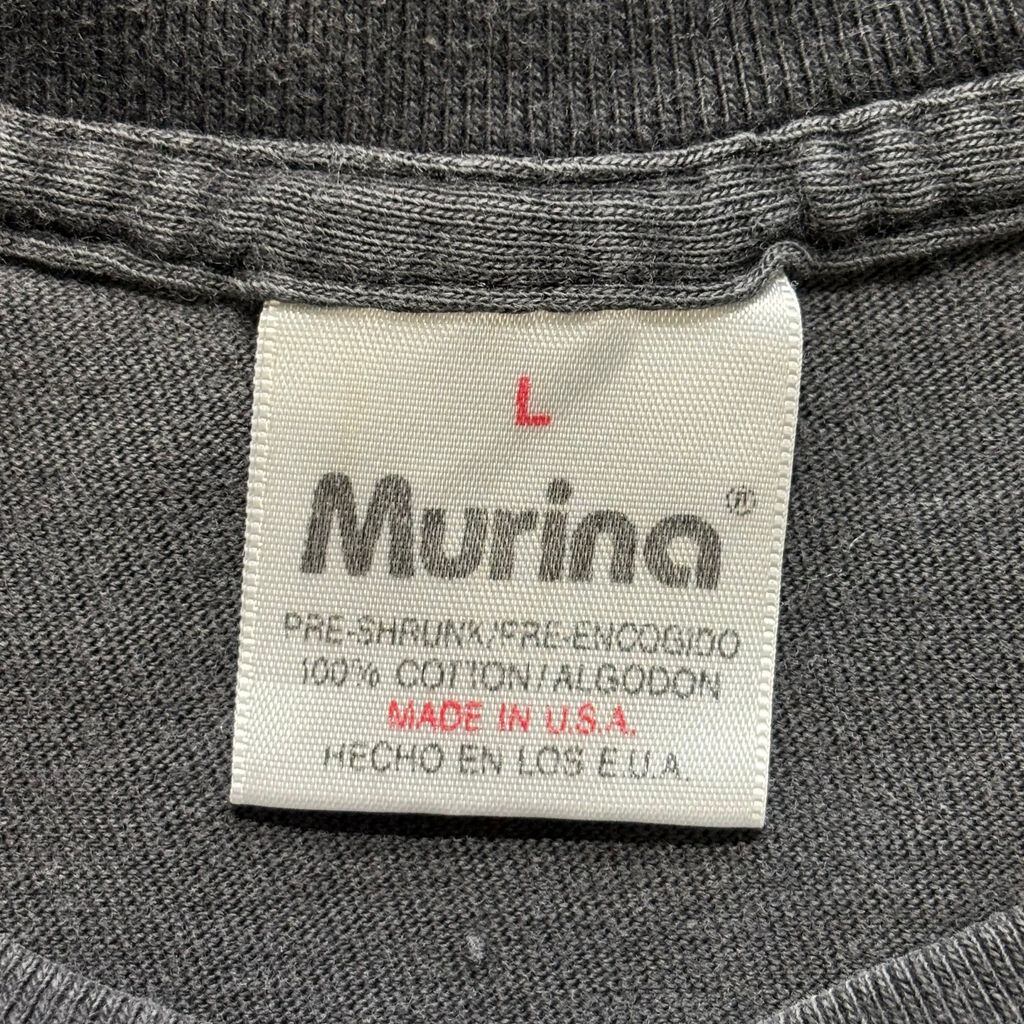 L
Murina®
PRE-SHRUNK/PRE-ENCOGIDO
100% COTTON/ALGODON
MADE IN U.S.A.
HECHO EN LOS E.U.A.